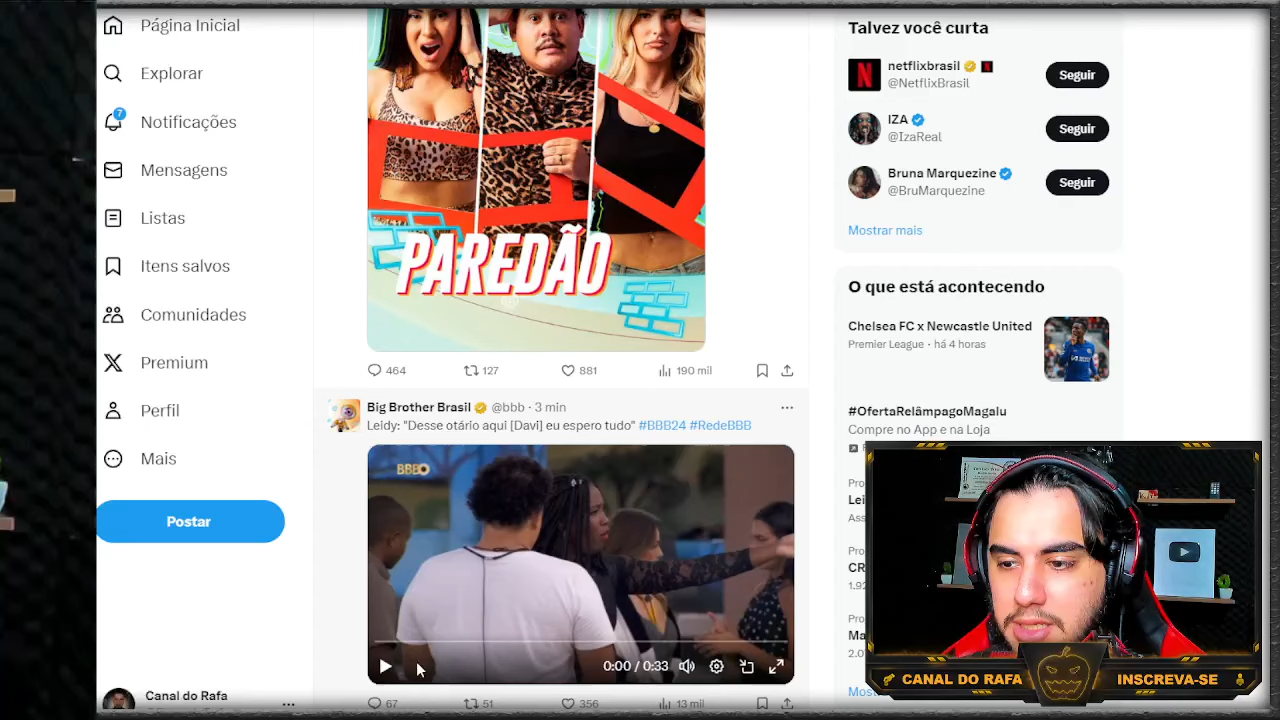 Página Inicial
Explorar
7
Notificações
Mensagens
Listas
Itens salvos
Comunidades
Premium
Perfil
Mais
Postar
Canal do Rafa
PAREDÃO
464
127
881
190 mil
Big Brother Brasil @bbb · 3 min
Leidy: "Desse otário aqui [Davi] eu espero tudo" #BBB24 #RedeBBB
BBB
0:00 / 0:33
67
51
356
13 mil
Talvez você curta
netflixbrasil
@NetflixBrasil
Seguir
IZA
@IzaReal
Seguir
Bruna Marquezine
@BruMarquezine
Seguir
Mostrar mais
O que está acontecendo
Chelsea FC x Newcastle United
Premier League · há 4 horas
#OfertaRelâmpagoMagalu
Compre no App e na Loja
CANAL DO RAFA
INSCREVA-SE